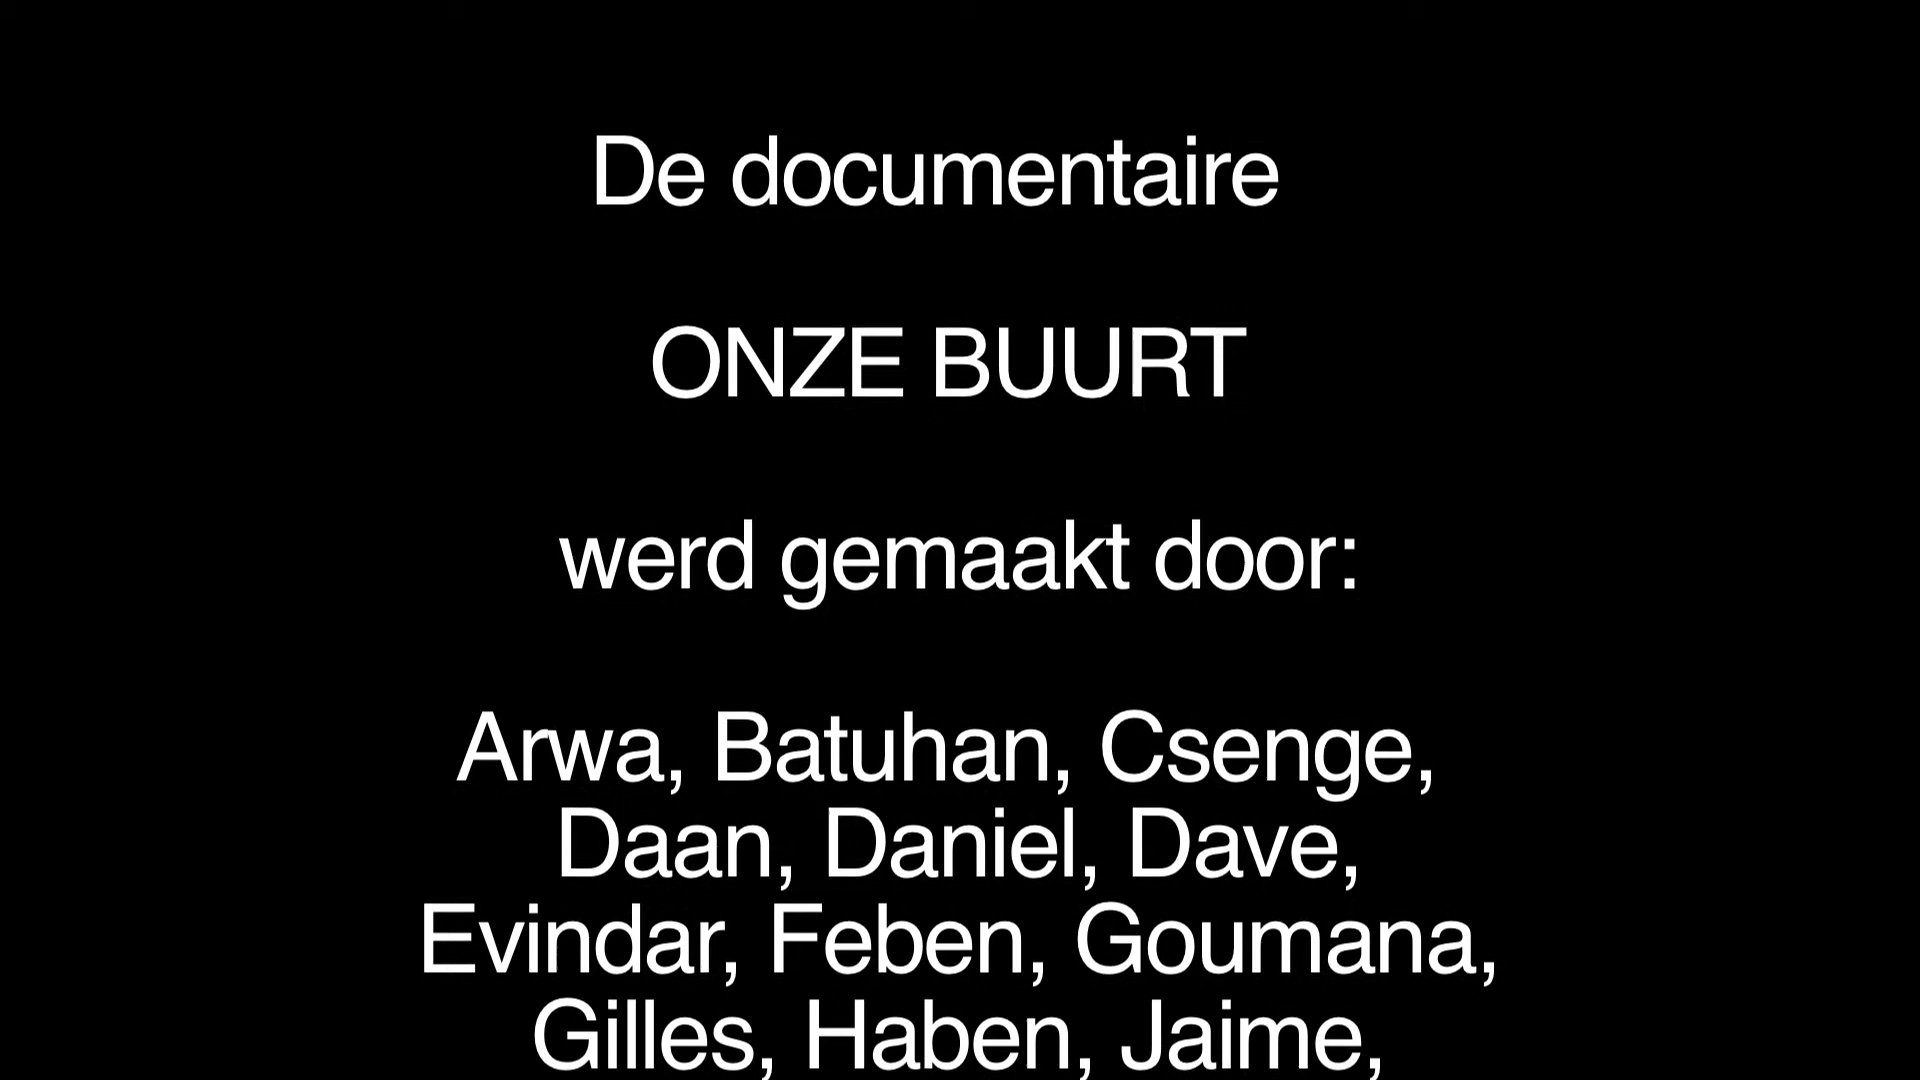 De documentaire
ONZE BUURT
werd gemaakt door:
Arwa, Batuhan, Csenge,
Daan, Daniel, Dave,
Evindar, Feben, Goumana,
Gilles, Haben, Jaime,